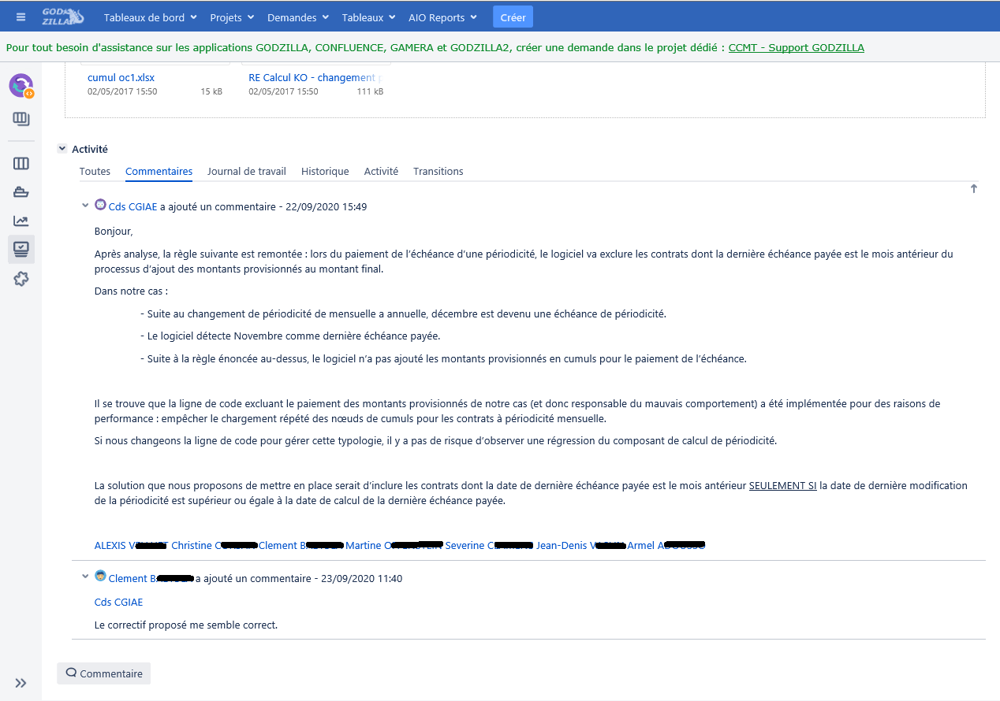 GODZILLA
Tableaux de bord Projets Demandes Tableaux AIO Reports Créer
Pour tout besoin d'assistance sur les applications GODZILLA, CONFLUENCE, GAMERA et GODZILLA2, créer une demande dans le projet dédié : CCMT - Support GODZILLA
cumul oc1.xlsx RE Calcul KO - changement
02/05/2017 15:50 15 kB 02/05/2017 15:50 111 kB
Activité
Toutes Commentaires Journal de travail Historique Activité Transitions
Cds CGIAE a ajouté un commentaire - 22/09/2020 15:49
Bonjour,
Après analyse, la règle suivante est remontée : lors du paiement de l'échéance d'une périodicité, le logiciel va exclure les contrats dont la dernière échéance payée est le mois antérieur du
processus d'ajout des montants provisionnés au montant final.
Dans notre cas :
- Suite au changement de périodicité de mensuelle a annuelle, décembre est devenu une échéance de périodicité.
- Le logiciel détecte Novembre comme dernière échéance payée.
- Suite à la règle énoncée au-dessus, le logiciel n'a pas ajouté les montants provisionnés en cumuls pour le paiement de l'échéance.
Il se trouve que la ligne de code excluant le paiement des montants provisionnés de notre cas (et donc responsable du mauvais comportement) a été implémentée pour des raisons de
performance : empêcher le chargement répété des nœuds de cumuls pour les contrats à périodicité mensuelle.
Si nous changeons la ligne de code pour gérer cette typologie, il y a pas de risque d'observer une régression du composant de calcul de périodicité.
La solution que nous proposons de mettre en place serait d'inclure les contrats dont la date de dernière échéance payée est le mois antérieur SEULEMENT SI la date de dernière modification
de la périodicité est supérieur ou égale à la date de calcul de la dernière échéance payée.
ALEXIS Christine Clement Martine Severine Jean-Denis Armel
Clement a ajouté un commentaire - 23/09/2020 11:40
Cds CGIAE
Le correctif proposé me semble correct.
Commentaire